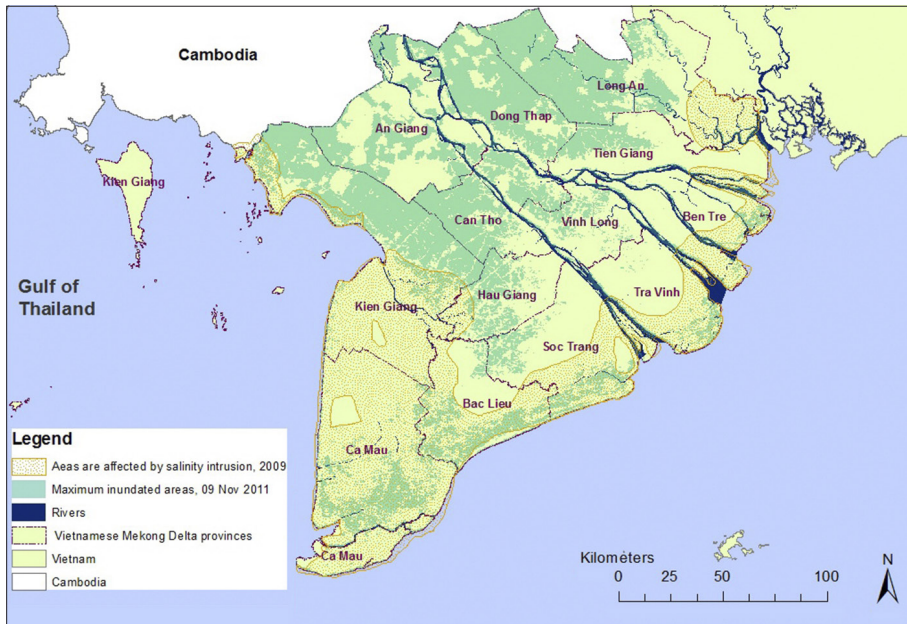 Cambodia
Long An
Dong Thap
An Giang
Tien Giang
Kien Giang
Ben Tre
Can Tho
Vinh Long
Gulf of
Thailand
Hau Giang
Tra Vinh
Kien Giang
Soc Trang
Bac Lieu
Ca Mau
Ca Mau
Legend
Aeas are affected by salinity intrusion, 2009
Maximum inundated areas, 09 Nov 2011
Rivers
Vietnamese Mekong Delta provinces
Vietnam
Cambodia
Kilometers
0 25 50 100
N